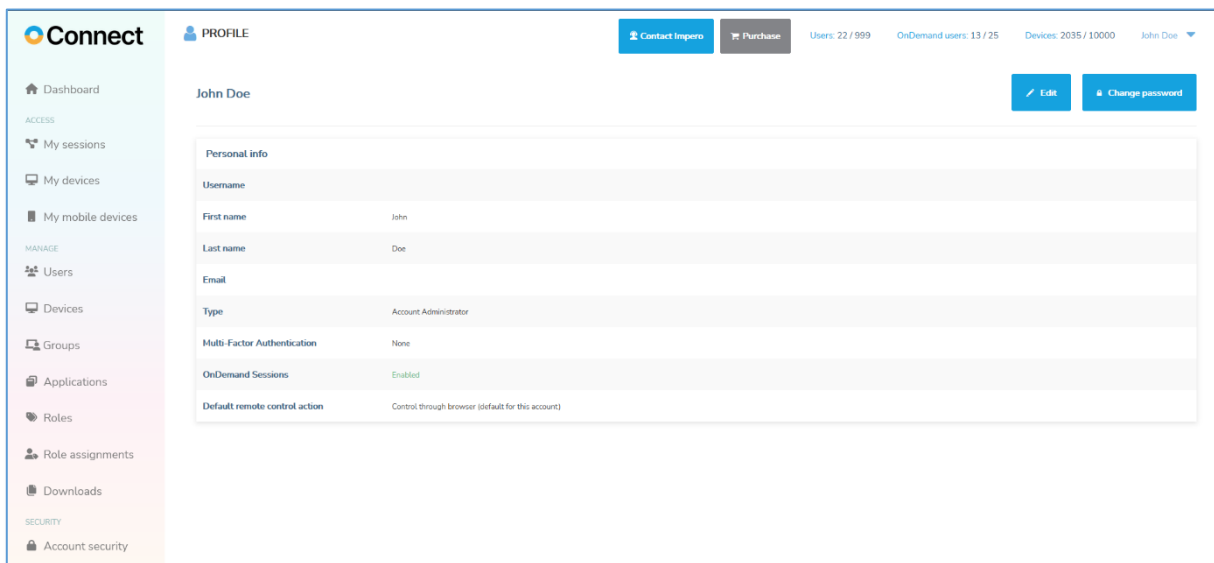 Connect
PROFILE
Contact Impero
Purchase
Users: 22 / 999
OnDemand users: 13 / 25
Devices: 2035 / 10000
John Doe
Dashboard
ACCESS
My sessions
My devices
My mobile devices
MANAGE
Users
Devices
Groups
Applications
Roles
Role assignments
Downloads
SECURITY
Account security
John Doe
Edit
Change password
Personal info
Username
First name John
Last name Doe
Email
Type Account Administrator
Multi-Factor Authentication None
OnDemand Sessions Enabled
Default remote control action Control through browser (default for this account)